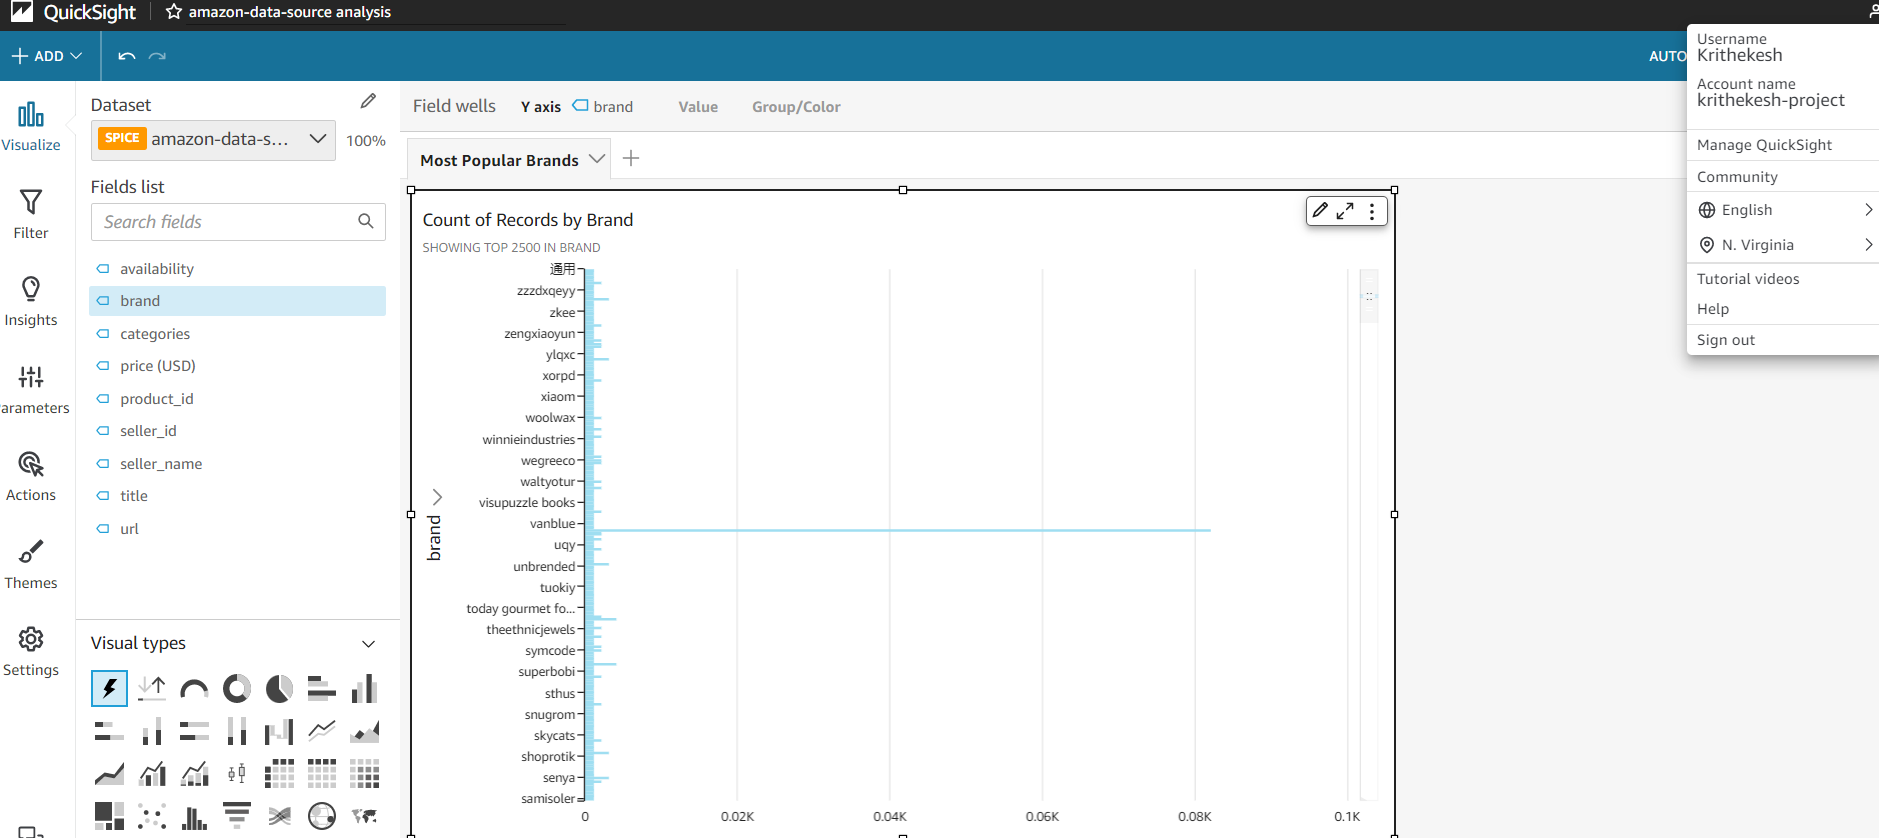 QuickSight
amazon-data-source analysis
ADD
AUTO
Username
Krithekesh
Account name
krithekesh-project
Manage QuickSight
Community
English
N. Virginia
Tutorial videos
Help
Sign out
Visualize
Filter
Insights
arameters
Actions
Themes
Settings
Dataset
SPICE amazon-data-s... 100%
Fields list
Search fields
availability
brand
categories
price (USD)
product_id
seller_id
seller_name
title
url
Visual types
Field wells Y axis brand Value Group/Color
Most Popular Brands
Count of Records by Brand
SHOWING TOP 2500 IN BRAND
brand
通用
zzzdxqeyy
zkee
zengxiaoyun
ylqxc
xorpd
xiaom
woolwax
winnieindustries
wegreeco
waltyotur
visupuzzle books
vanblue
uqy
unbrended
tuokiy
today gourmet fo...
theethnicjewels
symcode
superbobi
sthus
snugrom
skycats
shoprotik
senya
samisoler
0 0.02K 0.04K 0.06K 0.08K 0.1K